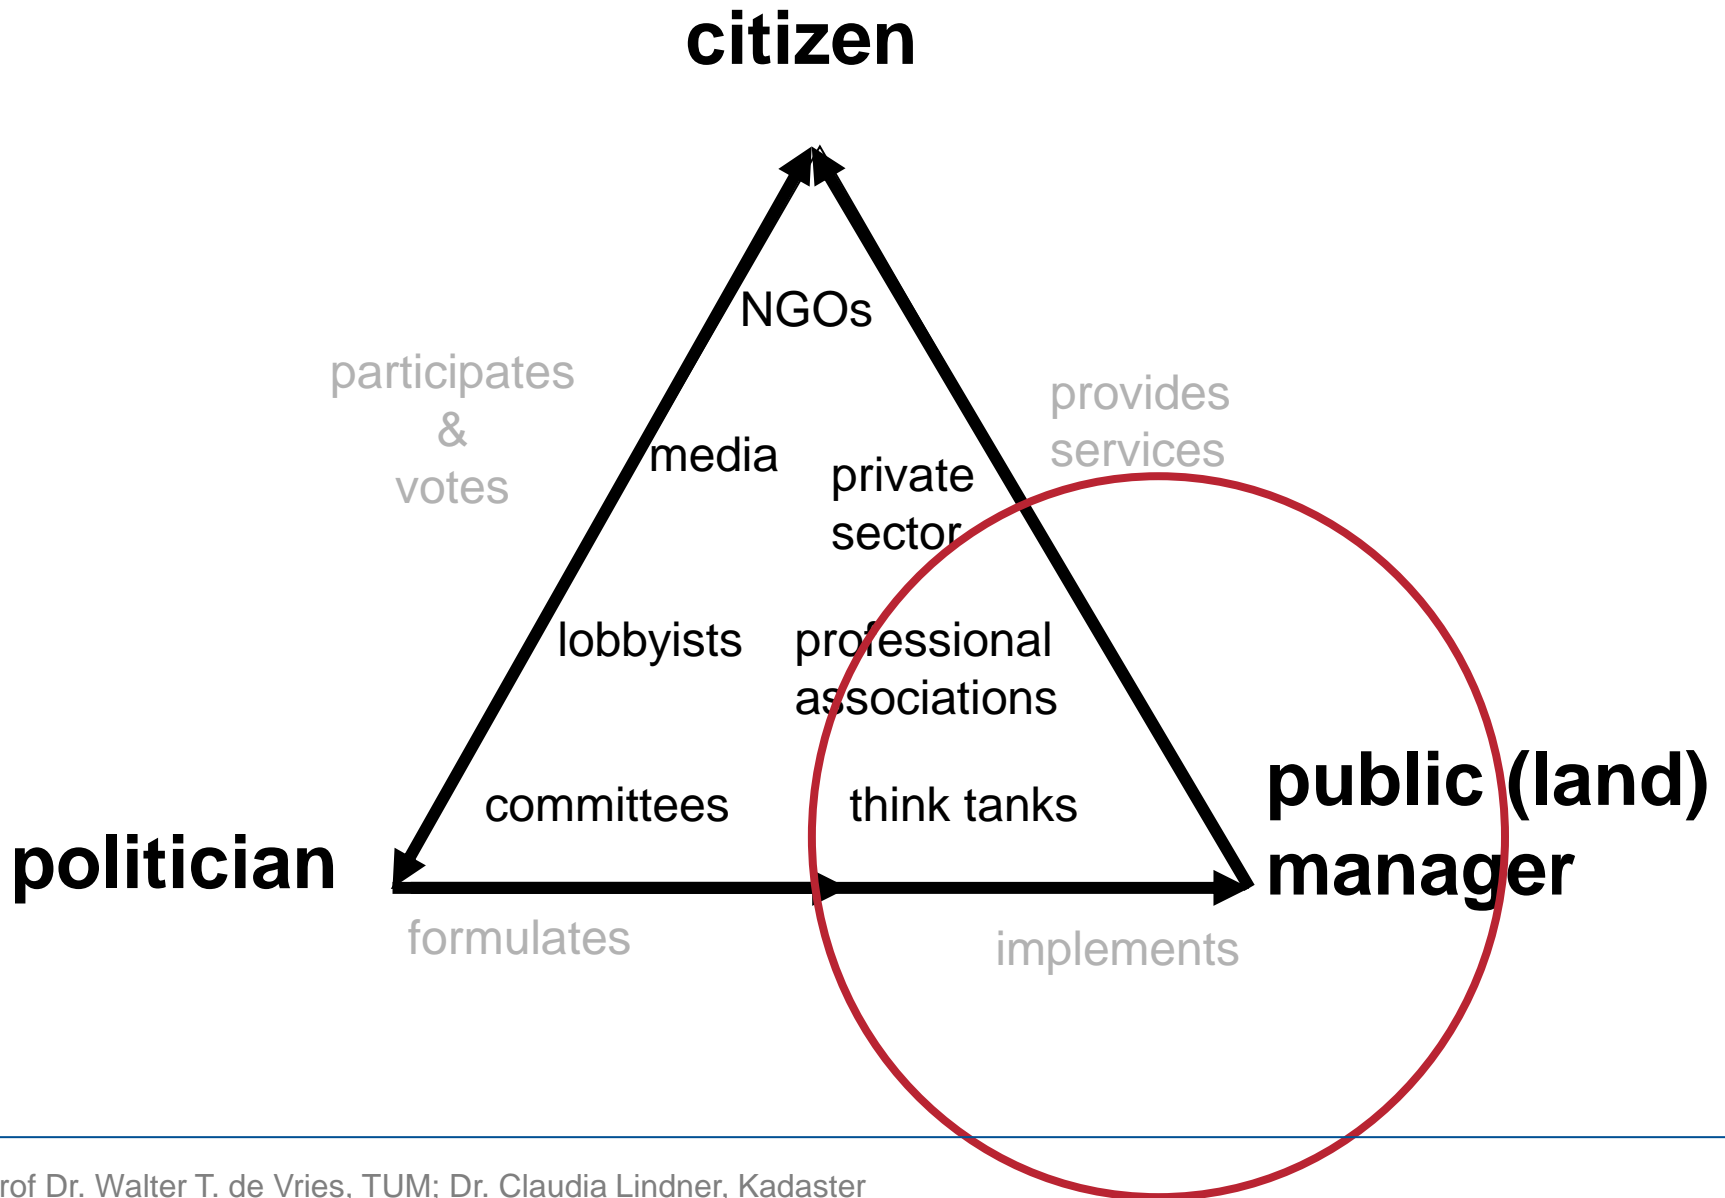 citizen
NGOs
participates
&
votes
provides
services
media
private
sector
lobbyists
professional
associations
committees
think tanks
public (land)
manager
politician
formulates
implements
rof Dr. Walter T. de Vries, TUM; Dr. Claudia Lindner, Kadaster